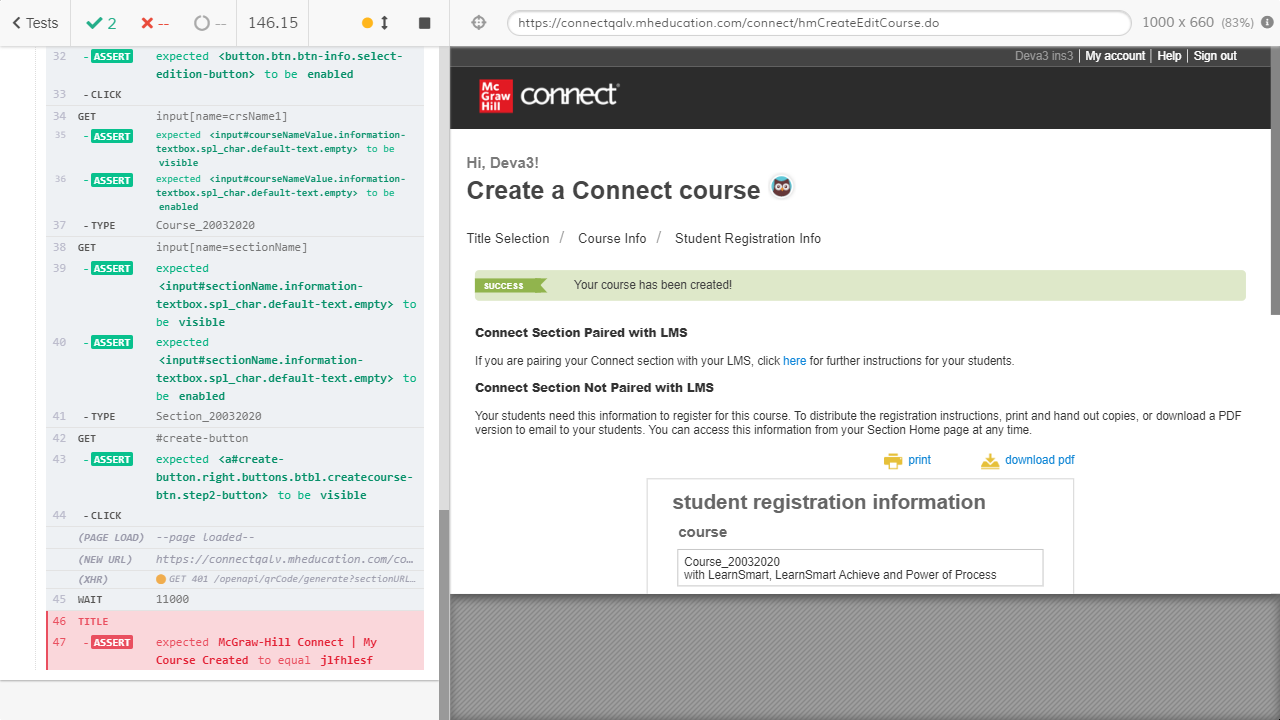 Tests
2
--
--
146.15
https://connectqalv.mheducation.com/connect/hmCreateEditCourse.do
1000 x 660 (83%)
32 - ASSERT expected <button.btn.btn-info.select-
edition-button> to be enabled
33 - CLICK
34 GET input[name=crsName1]
35 - ASSERT expected <input#courseNameValue.information-
textbox.spl_char.default-text.empty> to be
visible
36 - ASSERT expected <input#courseNameValue.information-
textbox.spl_char.default-text.empty> to be
enabled
37 - TYPE Course_20032020
38 GET input[name=sectionName]
39 - ASSERT expected
<input#sectionName.information-
textbox.spl_char.default-text.empty> to
be visible
40 - ASSERT expected
<input#sectionName.information-
textbox.spl_char.default-text.empty> to
be enabled
41 - TYPE Section_20032020
42 GET #create-button
43 - ASSERT expected <a#create-
button.right.buttons.btbl.createcourse-
btn.step2-button> to be visible
44 - CLICK
(PAGE LOAD) --page loaded--
(NEW URL) https://connectqalv.mheducation.com/co...
(XHR) GET 401 /openapi/qrCode/generate?sectionURL...
45 WAIT 11000
46 TITLE
47 - ASSERT expected McGraw-Hill Connect | My
Course Created to equal jlfhlesf
Deva3 ins3 | My account | Help | Sign out
Mc
Graw
Hill
connect
Hi, Deva3!
Create a Connect course
Title Selection / Course Info / Student Registration Info
SUCCESS Your course has been created!
Connect Section Paired with LMS
If you are pairing your Connect section with your LMS, click here for further instructions for your students.
Connect Section Not Paired with LMS
Your students need this information to register for this course. To distribute the registration instructions, print and hand out copies, or download a PDF
version to email to your students. You can access this information from your Section Home page at any time.
print download pdf
student registration information
course
Course_20032020
with LearnSmart, LearnSmart Achieve and Power of Process